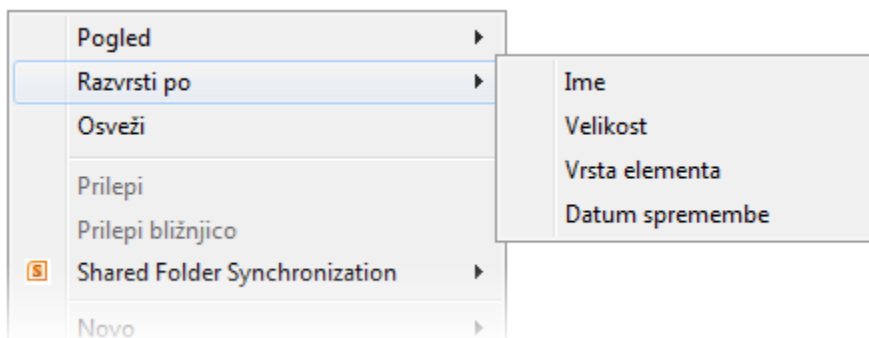 Pogled
Razvrsti po
Osveži
Prilepi
Prilepi bližnjico
Shared Folder Synchronization
Novo
Ime
Velikost
Vrsta elementa
Datum spremembe